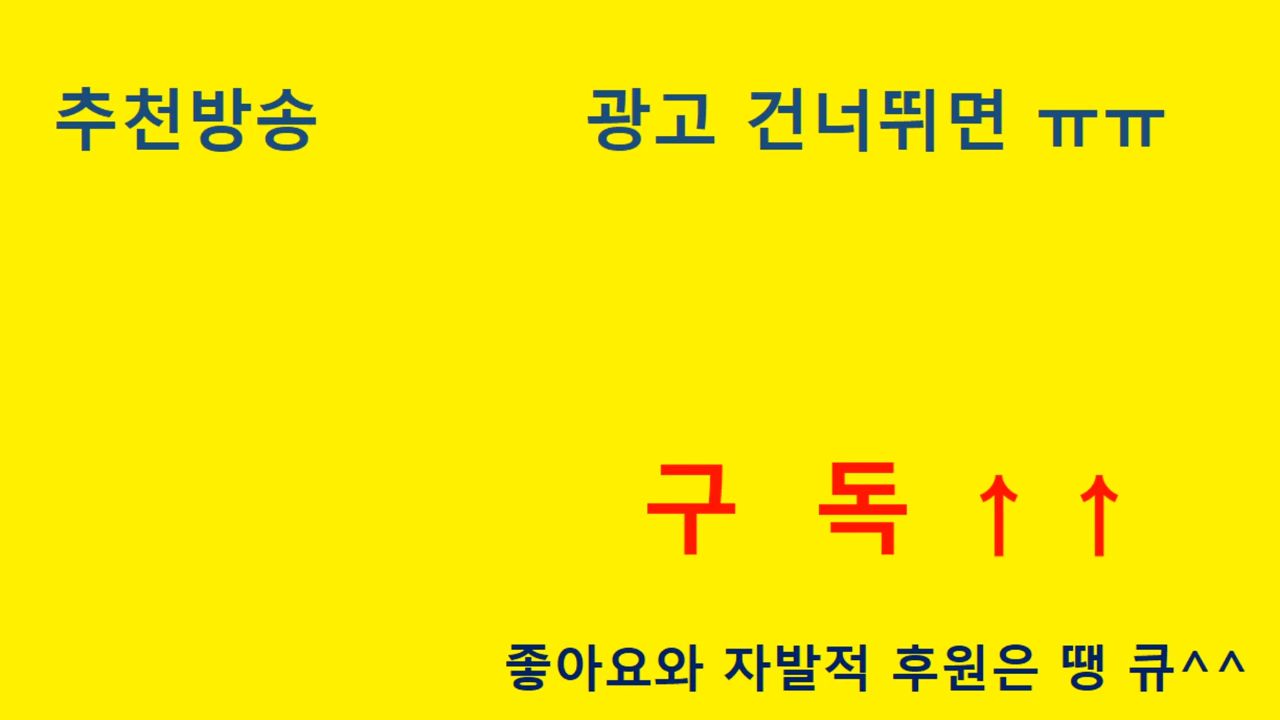 추천방송
광고 건너뛰면 ㅠㅠ
구 독 ↑ ↑
좋아요와 자발적 후원은 땡 큐^^